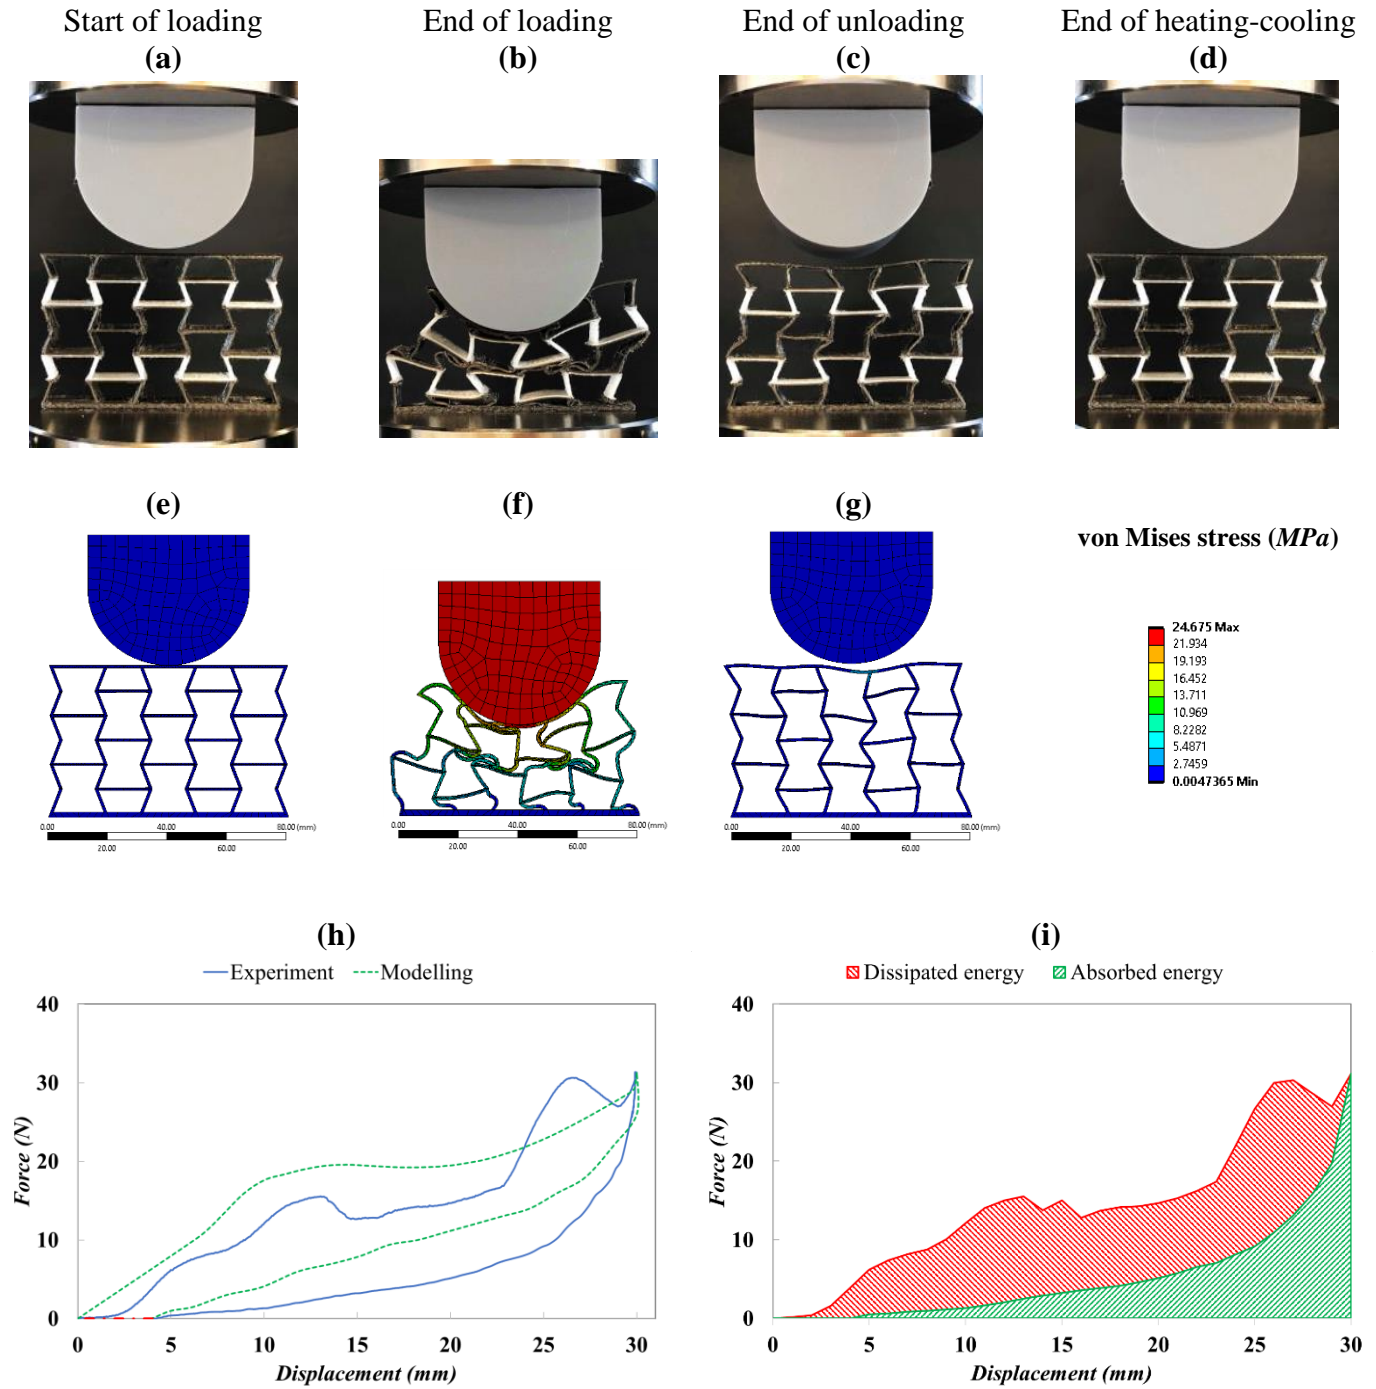 Start of loading End of loading End of unloading End of heating-cooling
(a) (b) (c) (d)
(e) (f) (g)
von Mises stress (MPa)
24.675 Max
21.934
19.193
16.452
13.711
10.969
8.2282
5.4871
2.7459
0.0047365 Min
0.00 40.00 80.00 (mm)
20.00 60.00
0.00 40.00 80.00 (mm)
20.00 60.00
0.00 40.00 80.00 (mm)
20.00 60.00
(h)
Experiment Modelling
40
30
20
10
0
Force (N)
0 5 10 15 20 25 30
Displacement (mm)
(i)
Dissipated energy Absorbed energy
40
30
20
10
0
Force (N)
0 5 10 15 20 25 30
Displacement (mm)